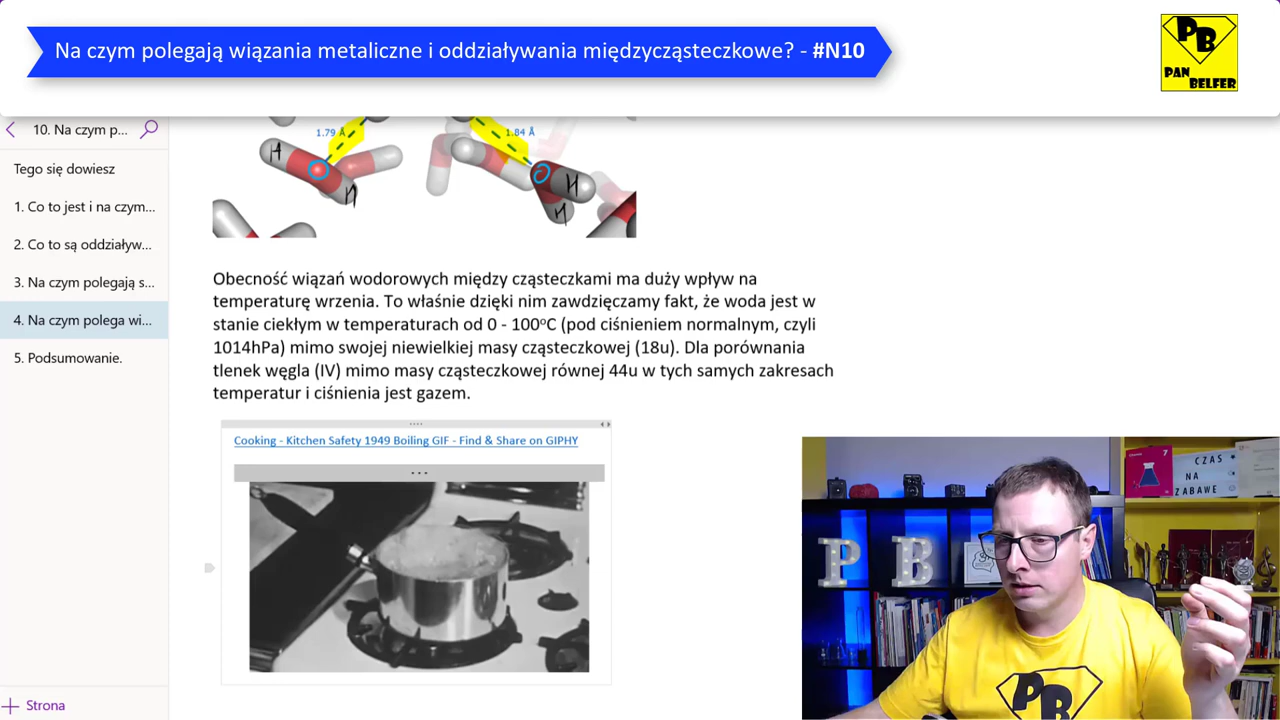 Na czym polegają wiązania metaliczne i oddziaływania międzycząsteczkowe? - #N10
PB
PAN
BELFER
10. Na czym p...
Tego się dowiesz
1. Co to jest i na czym...
2. Co to są oddziaływ...
3. Na czym polegają s...
4. Na czym polega wi...
5. Podsumowanie.
Strona
1.79 Å
1.84 Å
H
H
H
H
Obecność wiązań wodorowych między cząsteczkami ma duży wpływ na
temperaturę wrzenia. To właśnie dzięki nim zawdzięczamy fakt, że woda jest w
stanie ciekłym w temperaturach od 0 - 100ºC (pod ciśnieniem normalnym, czyli
1014hPa) mimo swojej niewielkiej masy cząsteczkowej (18u). Dla porównania
tlenek węgla (IV) mimo masy cząsteczkowej równej 44u w tych samych zakresach
temperatur i ciśnienia jest gazem.
Cooking - Kitchen Safety 1949 Boiling GIF - Find & Share on GIPHY
7
CZAS
NA
ZABAWE
P B
PB